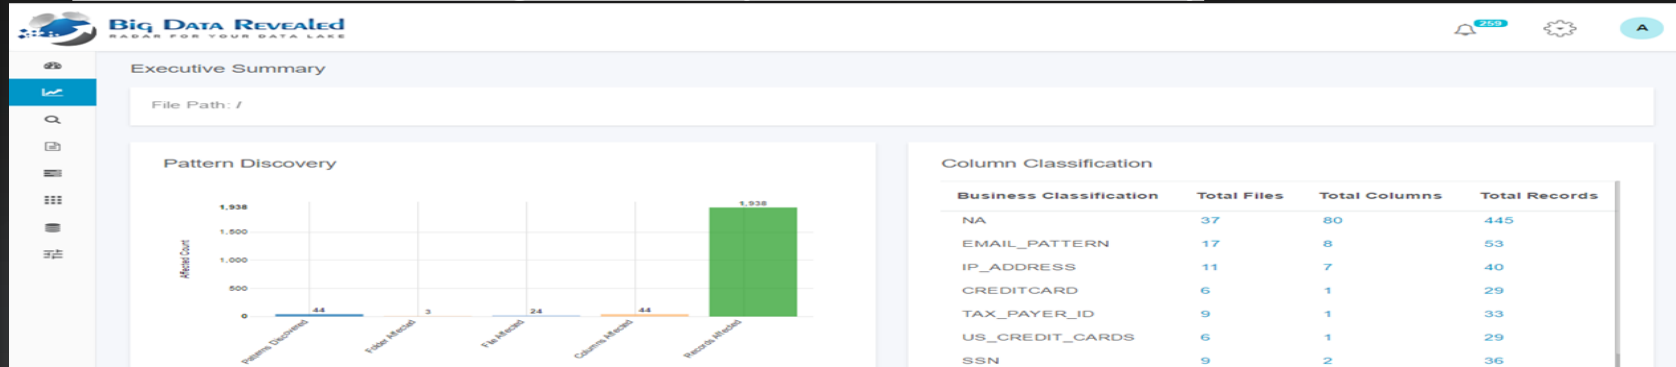 Big Data Revealed
RADAR FOR YOUR DATA LAKE
259
A
Executive Summary
File Path: /
Pattern Discovery
1,938
1,500
1,000
500
0
Affected Count
44
3
24
44
1,938
Patterns Discovered
Folder Affected
File Affected
Columns Affected
Records Affected
Column Classification
Business Classification Total Files Total Columns Total Records
NA 37 80 445
EMAIL_PATTERN 17 8 53
IP_ADDRESS 11 7 40
CREDITCARD 6 1 29
TAX_PAYER_ID 9 1 33
US_CREDIT_CARDS 6 1 29
SSN 9 2 36